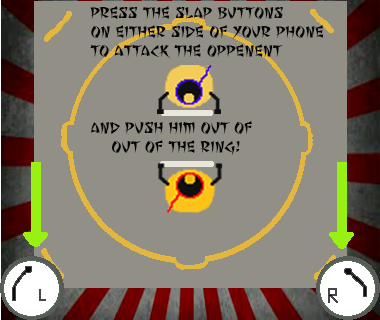 PRESS THE SLAP BUTTONS
ON EITHER SIDE OF YOUR PHONE
TO ATTACK THE OPPENENT
AND PUSH HIM OUT OF
OUT OF THE RING!
L
R